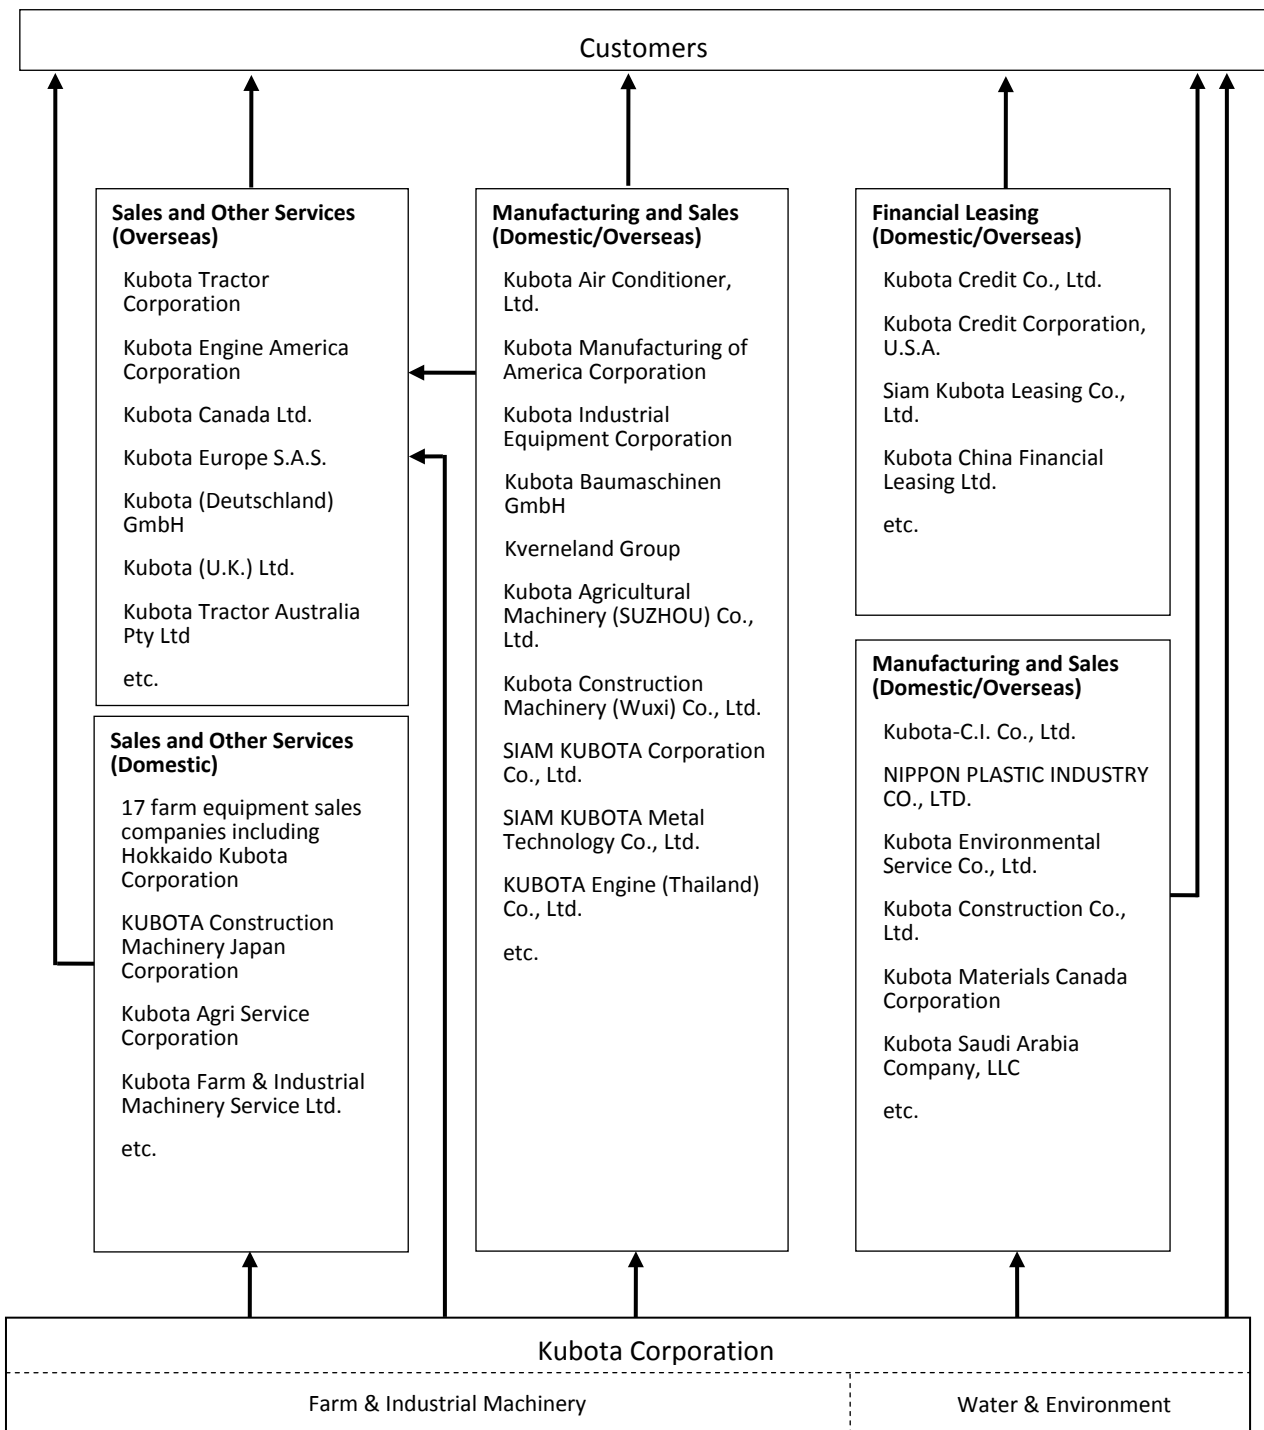 Customers
Sales and Other Services
(Overseas)
Kubota Tractor
Corporation
Kubota Engine America
Corporation
Kubota Canada Ltd.
Kubota Europe S.A.S.
Kubota (Deutschland)
GmbH
Kubota (U.K.) Ltd.
Kubota Tractor Australia
Pty Ltd
etc.
Sales and Other Services
(Domestic)
17 farm equipment sales
companies including
Hokkaido Kubota
Corporation
KUBOTA Construction
Machinery Japan
Corporation
Kubota Agri Service
Corporation
Kubota Farm & Industrial
Machinery Service Ltd.
etc.
Manufacturing and Sales
(Domestic/Overseas)
Kubota Air Conditioner,
Ltd.
Kubota Manufacturing of
America Corporation
Kubota Industrial
Equipment Corporation
Kubota Baumaschinen
GmbH
Kverneland Group
Kubota Agricultural
Machinery (SUZHOU) Co.,
Ltd.
Kubota Construction
Machinery (Wuxi) Co., Ltd.
SIAM KUBOTA Corporation
Co., Ltd.
SIAM KUBOTA Metal
Technology Co., Ltd.
KUBOTA Engine (Thailand)
Co., Ltd.
etc.
Financial Leasing
(Domestic/Overseas)
Kubota Credit Co., Ltd.
Kubota Credit Corporation,
U.S.A.
Siam Kubota Leasing Co.,
Ltd.
Kubota China Financial
Leasing Ltd.
etc.
Manufacturing and Sales
(Domestic/Overseas)
Kubota-C.I. Co., Ltd.
NIPPON PLASTIC INDUSTRY
CO., LTD.
Kubota Environmental
Service Co., Ltd.
Kubota Construction Co.,
Ltd.
Kubota Materials Canada
Corporation
Kubota Saudi Arabia
Company, LLC
etc.
Kubota Corporation
Farm & Industrial Machinery
Water & Environment